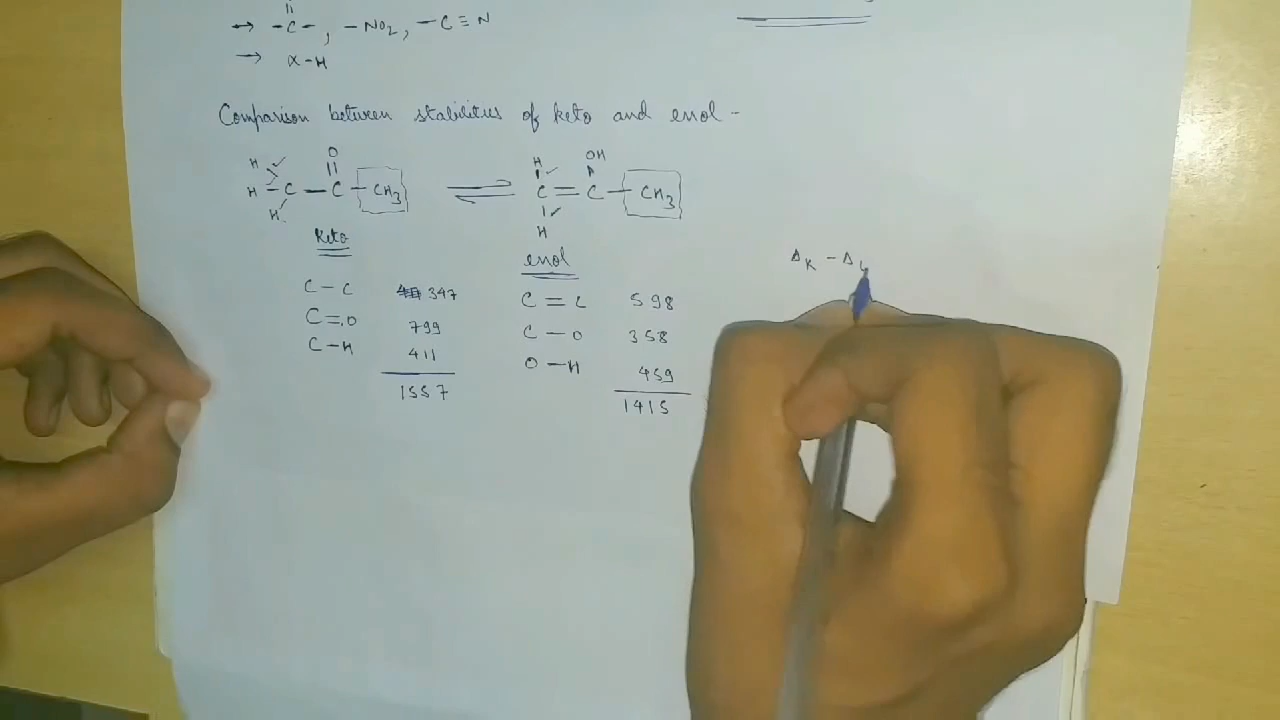 O
||
↔ -C-, -NO2, -C≡N
→ α-H
Comparison between stabilities of keto and enol -
H O H OH
H - C - C - CH3 ⇌ C = C - CH3
H H
keto enol
C - C 347 C = C 598
C = O 799 C - O 358
C - H 411 O - H 459
1557 1415
ΔK - Δ